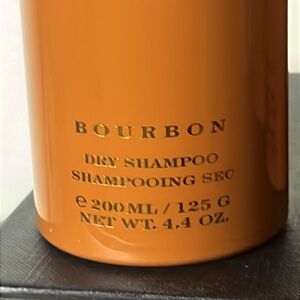 BOURBON
DRY SHAMPOO
SHAMPOOING SEC
e 200ML / 125 G
NET WT. 4.4 OZ.